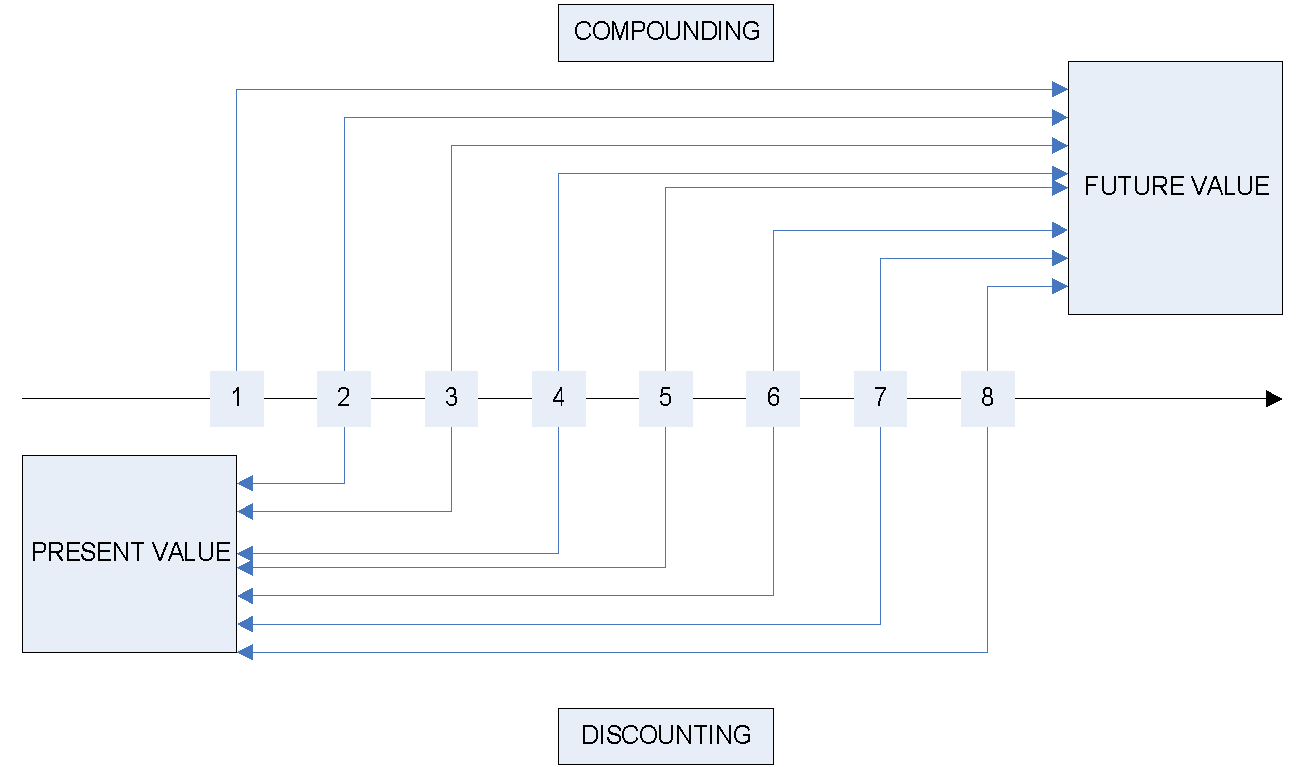 COMPOUNDING
FUTURE VALUE
1 2 3 4 5 6 7 8
PRESENT VALUE
DISCOUNTING